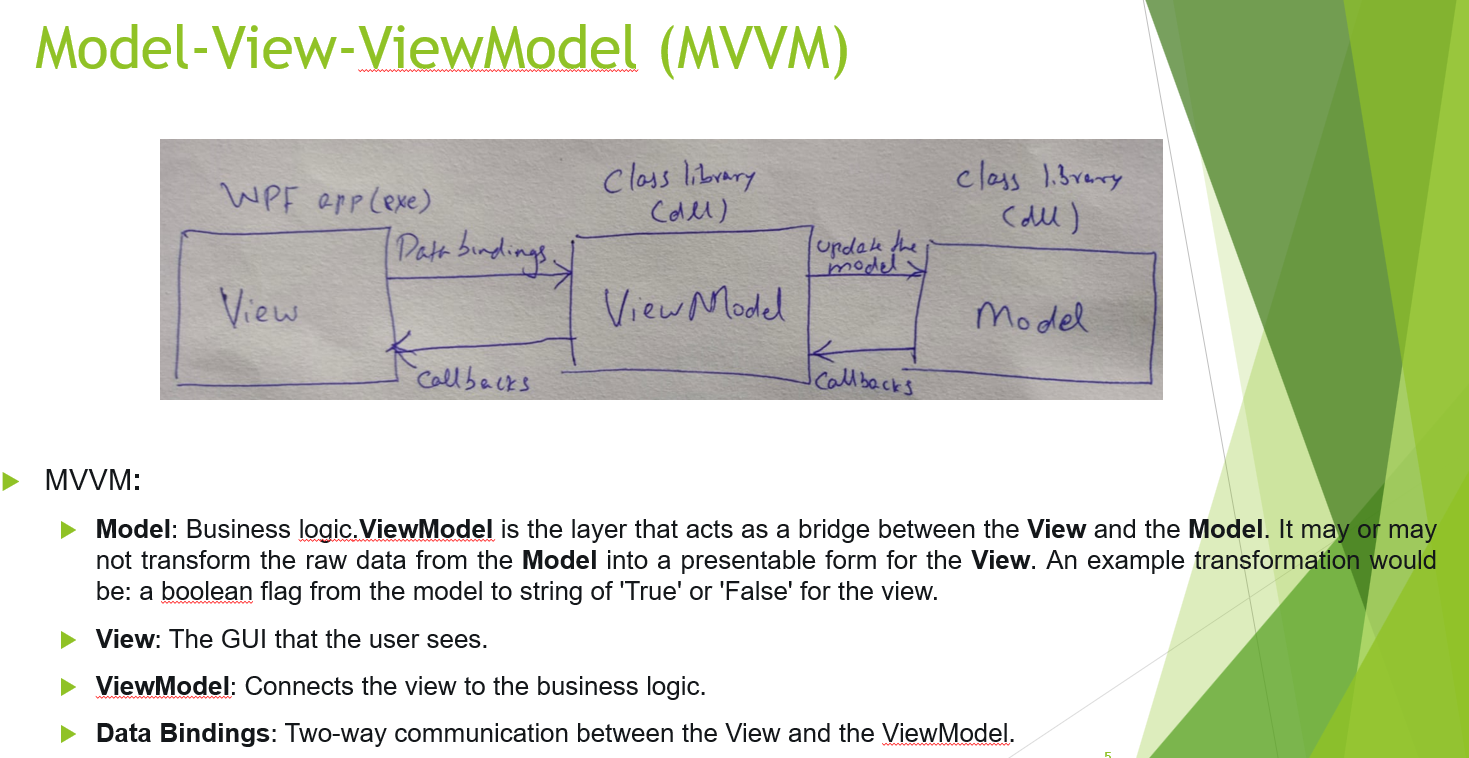 Model-View-ViewModel (MVVM)
WPF app (exe)
Class library
(dll)
class library
(dll)
Data bindings
update the
model
View
ViewModel
Model
Callbacks
Callbacks
MVVM:
Model: Business logic.ViewModel is the layer that acts as a bridge between the View and the Model. It may or may
not transform the raw data from the Model into a presentable form for the View. An example transformation would
be: a boolean flag from the model to string of 'True' or 'False' for the view.
View: The GUI that the user sees.
ViewModel: Connects the view to the business logic.
Data Bindings: Two-way communication between the View and the ViewModel.
5